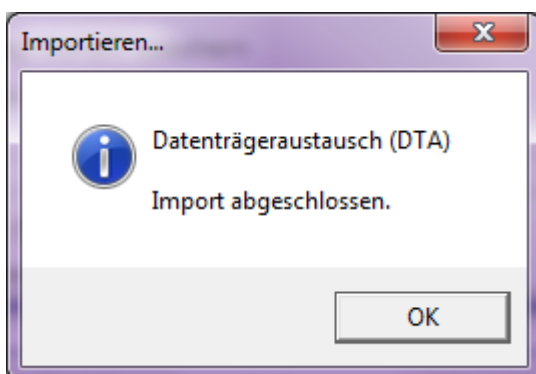 Importieren...
Datenträgeraustausch (DTA)
Import abgeschlossen.
OK